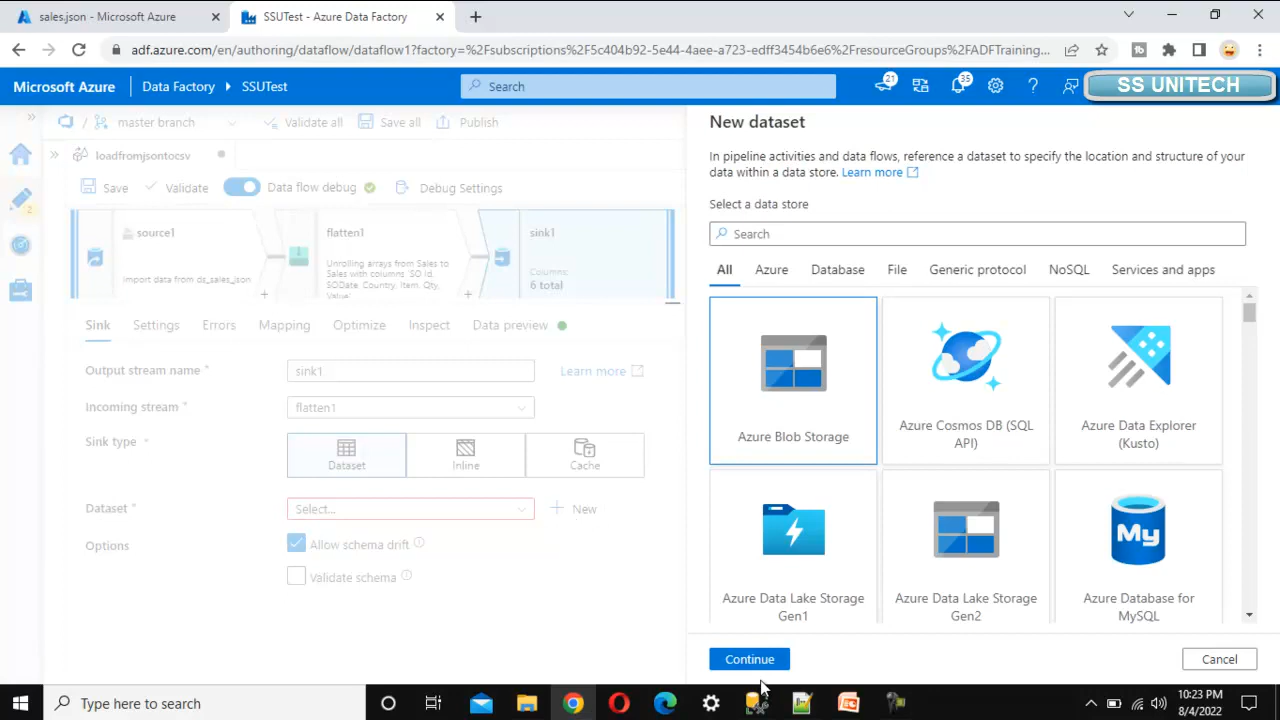 sales.json - Microsoft Azure
SSUTest - Azure Data Factory
adf.azure.com/en/authoring/dataflow/dataflow1?factory=%2Fsubscriptions%2F5c404b92-5e44-4aee-a723-edff3454b6e6%2FresourceGroups%2FADFTraining...
Microsoft Azure
Data Factory
SSUTest
Search
21
35
SS UNITECH
/ master branch
Validate all
Save all
Publish
loadfromjsontocsv
Save
Validate
Data flow debug
Debug Settings
source1
Import data from ds_sales_json
+
flatten1
Unrolling arrays from Sales to
Sales with columns 'SO Id,
SODate, Country, Item, Qty,
Value'
+
sink1
Columns:
6 total
Sink
Settings
Errors
Mapping
Optimize
Inspect
Data preview
Output stream name *
sink1
Learn more
Incoming stream *
flatten1
Sink type *
Dataset
Inline
Cache
Dataset *
Select...
New
Options
Allow schema drift
Validate schema
New dataset
In pipeline activities and data flows, reference a dataset to specify the location and structure of your
data within a data store. Learn more
Select a data store
Search
All
Azure
Database
File
Generic protocol
NoSQL
Services and apps
Azure Blob Storage
Azure Cosmos DB (SQL
API)
Azure Data Explorer
(Kusto)
Azure Data Lake Storage
Gen1
Azure Data Lake Storage
Gen2
My
Azure Database for
MySQL
Continue
Cancel
Type here to search
10:23 PM
8/4/2022